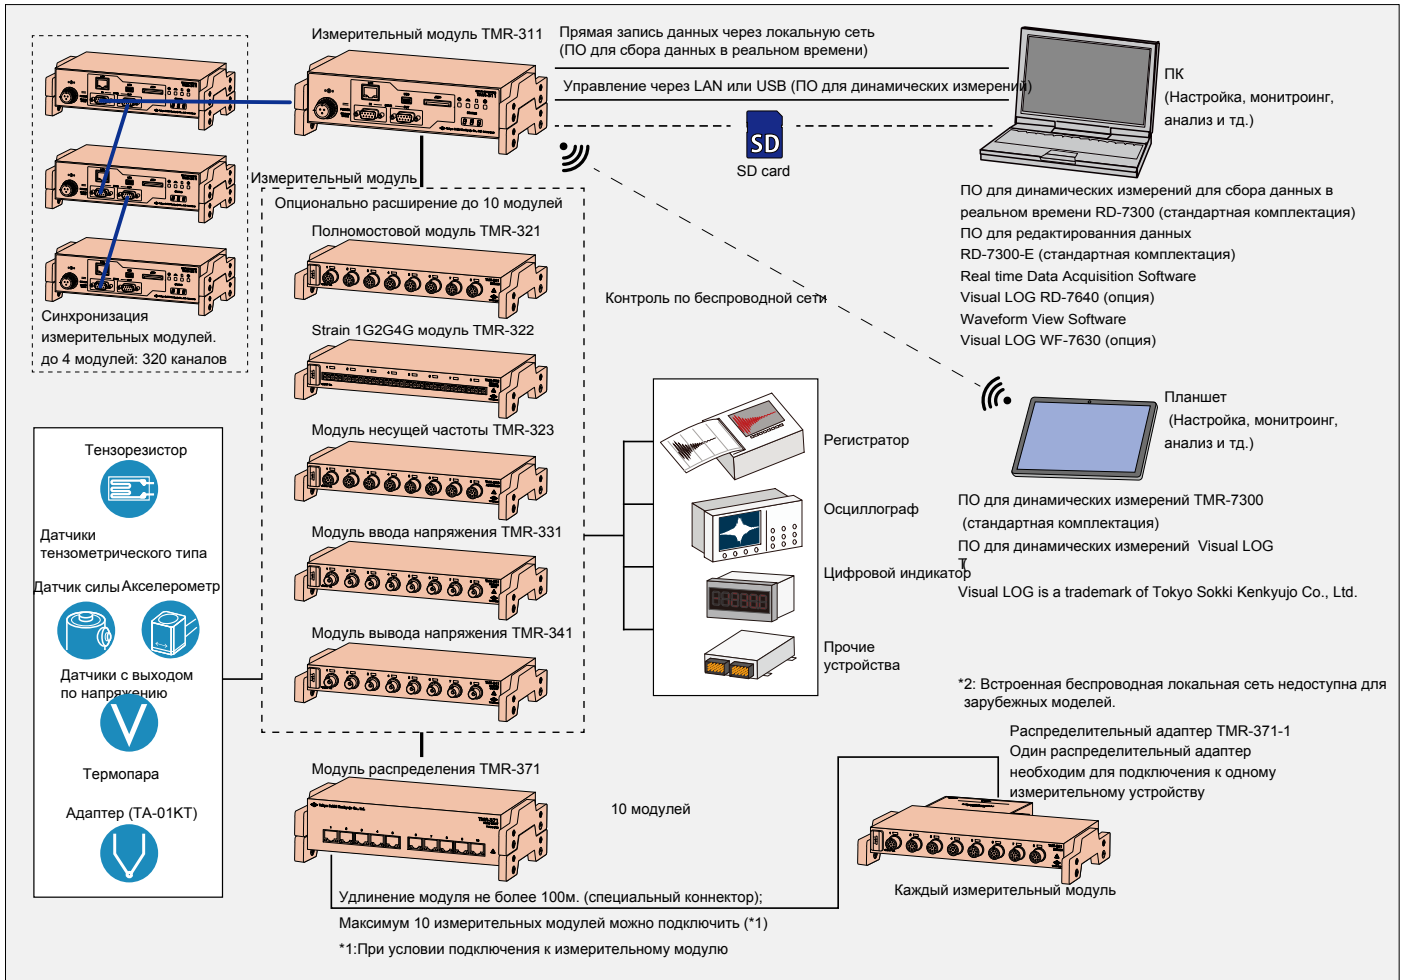 Измерительный модуль TMR-311
Прямая запись данных через локальную сеть
(ПО для сбора данных в реальном времени)
Управление через LAN или USB (ПО для динамических измерений)
SD
SD card
ПК
(Настройка, монитроинг,
анализ и тд.)
Синхронизация
измерительных модулей.
до 4 модулей: 320 каналов
Измерительный модуль
Опционально расширение до 10 модулей
Полномостовой модуль TMR-321
Strain 1G2G4G модуль TMR-322
Модуль несущей частоты TMR-323
Модуль ввода напряжения TMR-331
Модуль вывода напряжения TMR-341
Контроль по беспроводной сети
ПО для динамических измерений для сбора данных в
реальном времени RD-7300 (стандартная комплектация)
ПО для редактированния данных
RD-7300-E (стандартная комплектация)
Real time Data Acquisition Software
Visual LOG RD-7640 (опция)
Waveform View Software
Visual LOG WF-7630 (опция)
Планшет
(Настройка, монитроинг,
анализ и тд.)
ПО для динамических измерений TMR-7300
(стандартная комплектация)
ПО для динамических измерений Visual LOG
Visual LOG is a trademark of Tokyo Sokki Kenkyujo Co., Ltd.
*2: Встроенная беспроводная локальная сеть недоступна для
зарубежных моделей.
Регистратор
Осциллограф
Цифровой индикатор
Прочие
устройства
Тензорезистор
Датчики
тензометрического типа
Датчик силы
Акселерометр
Датчики с выходом
по напряжению
Термопара
Адаптер (TA-01KT)
Модуль распределения TMR-371
10 модулей
Распределительный адаптер TMR-371-1
Один распределительный адаптер
необходим для подключения к одному
измерительному устройству
Каждый измерительный модуль
Удлинение модуля не более 100м. (специальный коннектор);
Максимум 10 измерительных модулей можно подключить (*1)
*1:При условии подключения к измерительному модулю